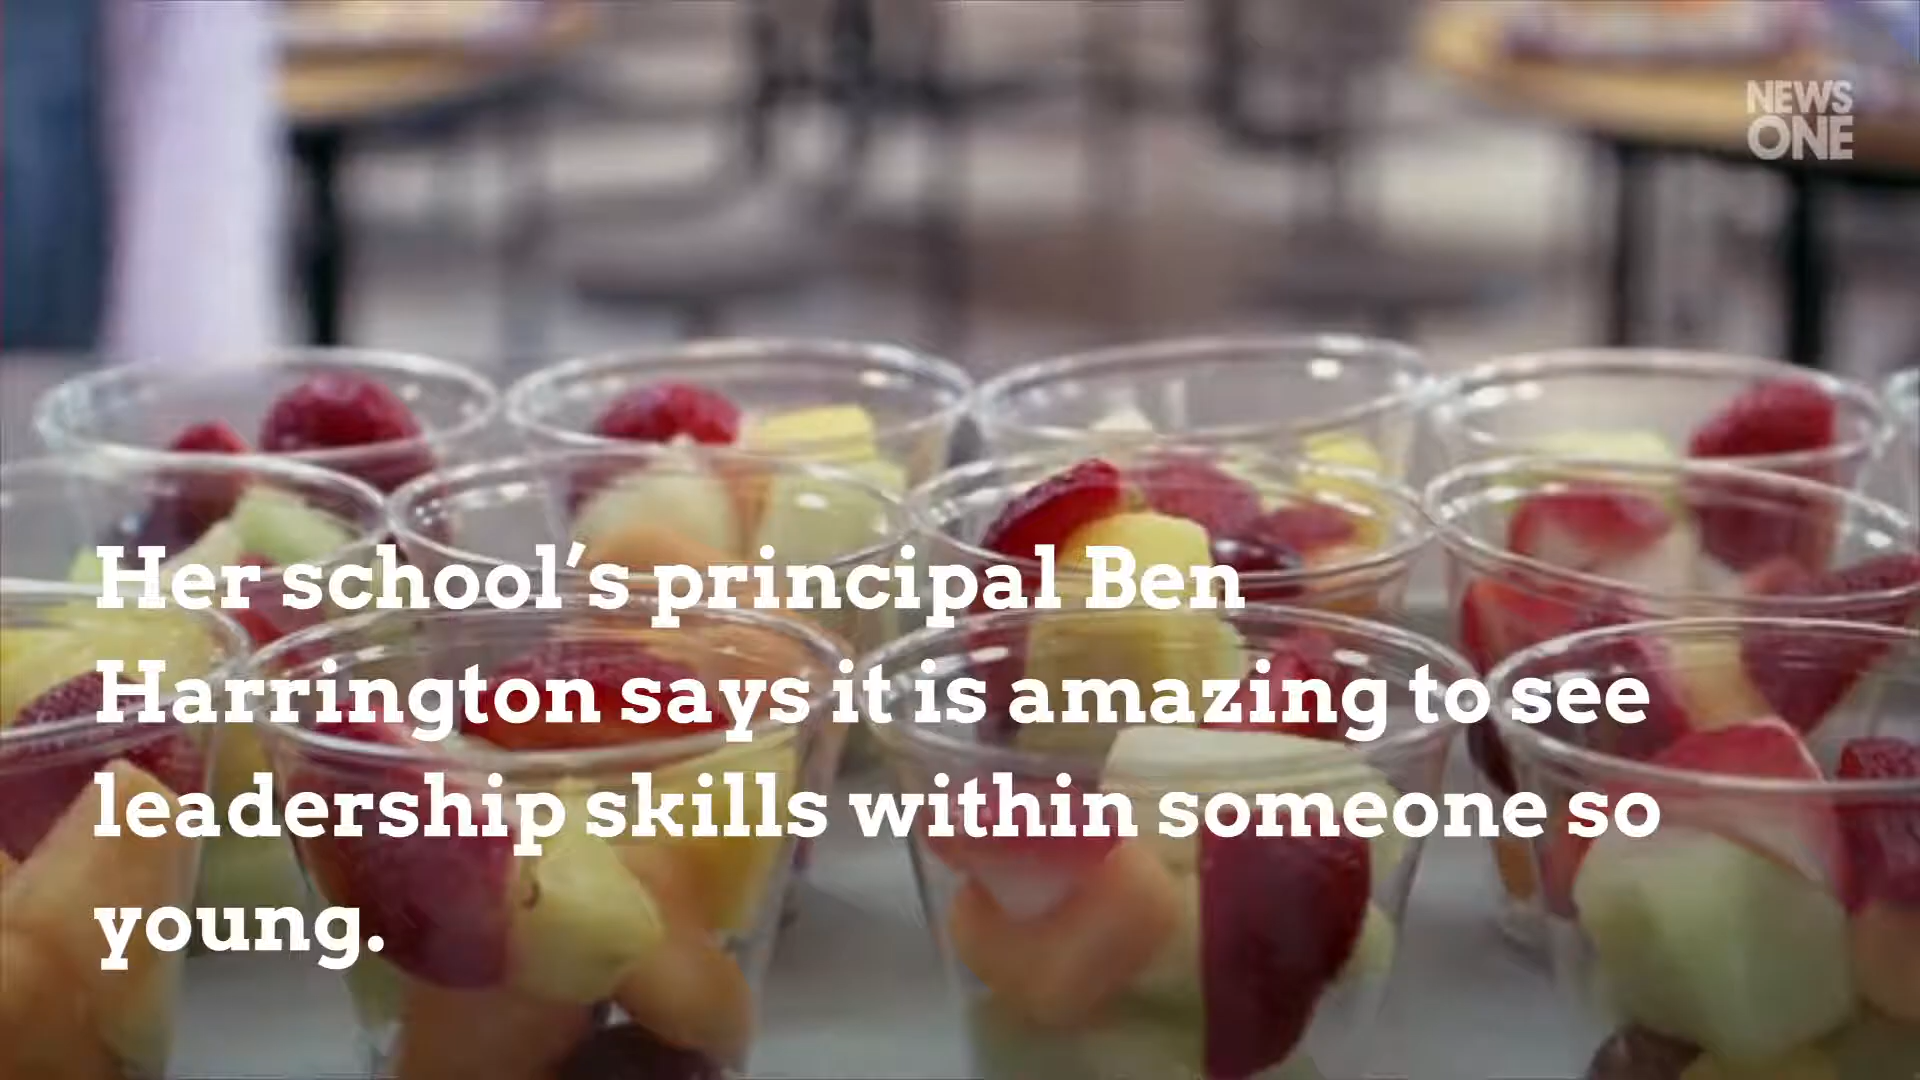 NEWS
ONE
Her school’s principal Ben
Harrington says it is amazing to see
leadership skills within someone so
young.